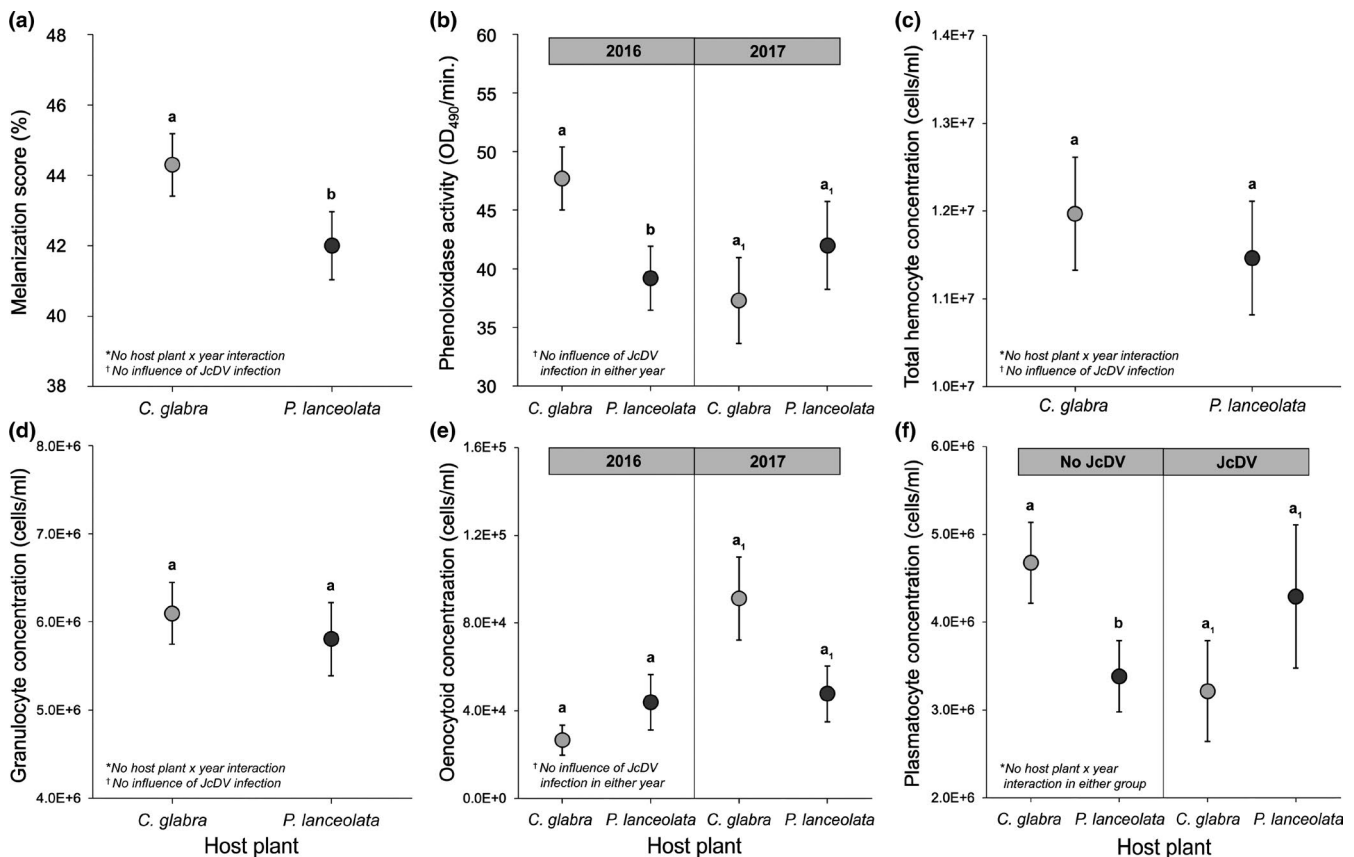 (a)
Melanization score (%)
48
46
44
42
40
38
a
b
*No host plant x year interaction
†No influence of JcDV infection
C. glabra
P. lanceolata
(b)
Phenoloxidase activity (OD490/min.)
60
55
50
45
40
35
30
2016
2017
a
b
a1
a1
† No influence of JcDV
infection in either year
C. glabra
P. lanceolata
C. glabra
P. lanceolata
(c)
Total hemocyte concentration (cells/ml)
1.4E+7
1.3E+7
1.2E+7
1.1E+7
1.0E+7
a
a
*No host plant x year interaction
†No influence of JcDV infection
C. glabra
P. lanceolata
(d)
Granulocyte concentration (cells/ml)
8.0E+6
7.0E+6
6.0E+6
5.0E+6
4.0E+6
a
a
*No host plant x year interaction
†No influence of JcDV infection
C. glabra
P. lanceolata
Host plant
(e)
Oenocytoid concentraation (cells/ml)
1.6E+5
1.2E+5
8.0E+4
4.0E+4
0.0E+0
2016
2017
a
a
a1
a1
† No influence of JcDV
infection in either year
C. glabra
P. lanceolata
C. glabra
P. lanceolata
Host plant
(f)
Plasmatocyte concentration (cells/ml)
6.0E+6
5.0E+6
4.0E+6
3.0E+6
2.0E+6
No JcDV
JcDV
a
b
a1
a1
*No host plant x year
interaction in either group
C. glabra
P. lanceolata
C. glabra
P. lanceolata
Host plant